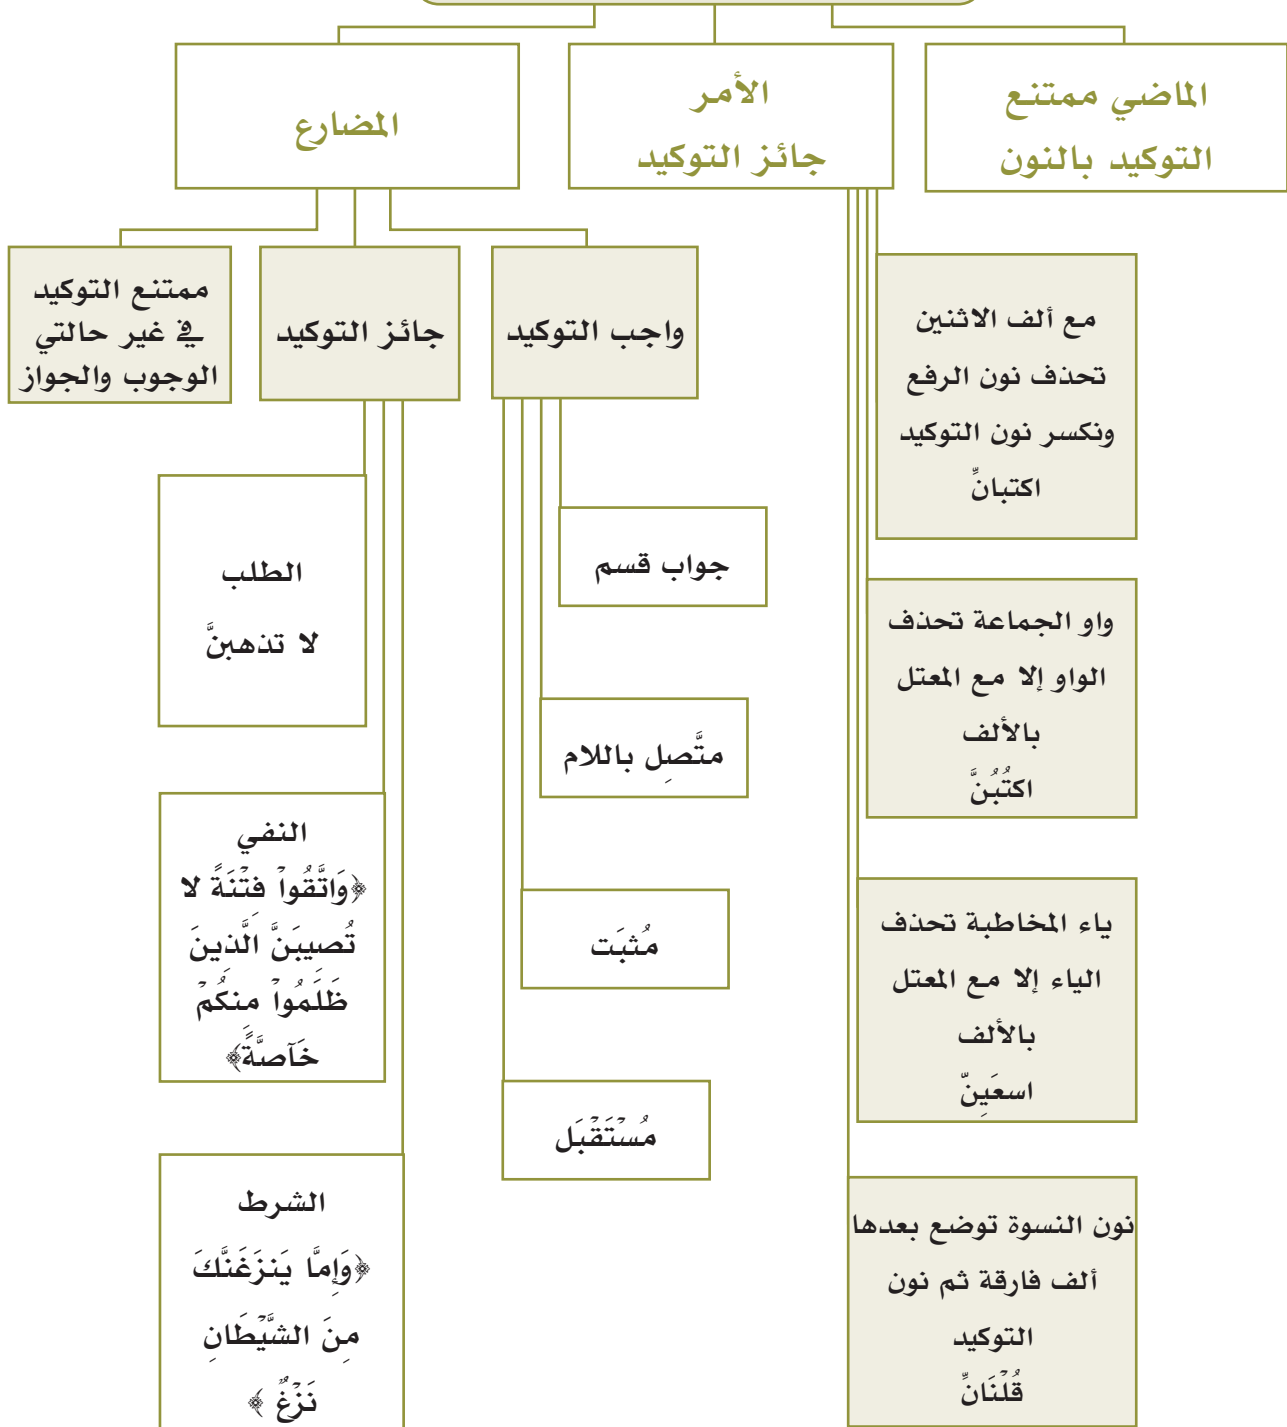 الماضي ممتنع
التوكيد بالنون
الأمر
جائز التوكيد
المضارع
مع ألف الاثنين
تحذف نون الرفع
ونكسر نون التوكيد
اكتبانِّ
واو الجماعة تحذف
الواو إلا مع المعتل
بالألف
اكتُبُنَّ
ياء المخاطبة تحذف
الياء إلا مع المعتل
بالألف
اسعَيِنّ
نون النسوة توضع بعدها
ألف فارقة ثم نون
التوكيد
قُلْنَانِّ
واجب التوكيد
جواب قسم
متَّصِل باللام
مُثبَت
مُسْتَقْبَل
جائز التوكيد
الطلب
لا تذهبنَّ
النفي
﴿وَاتَّقُواْ فِتْنَةً لا
تُصِيبَنَّ الَّذِينَ
ظَلَمُواْ مِنكُمْ
خَآصَّةً﴾
الشرط
﴿وَإِمَّا يَنزَغَنَّكَ
مِنَ الشَّيْطَانِ
نَزْغٌ ﴾
ممتنع التوكيد
في غير حالتي
الوجوب والجواز